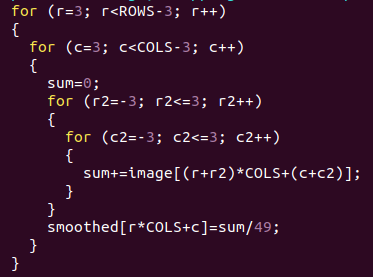 for (r=3; r<ROWS-3; r++)
{
  for (c=3; c<COLS-3; c++)
  {
    sum=0;
    for (r2=-3; r2<=3; r2++)
    {
      for (c2=-3; c2<=3; c2++)
      {
        sum+=image[(r+r2)*COLS+(c+c2)];
      }
    }
    smoothed[r*COLS+c]=sum/49;
  }
}